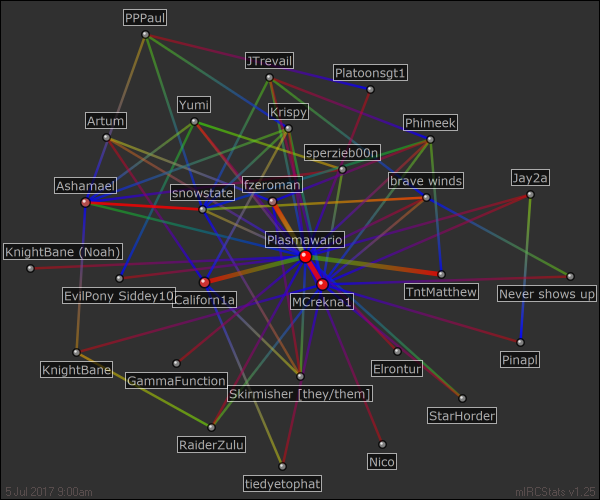 PPPaul
JTrevail
Platoonsgt1
Yumi
Krispy
Artum
Phimeek
sperzieb00n
Ashamael
snowstate
fzeroman
brave winds
Jay2a
Plasmawario
KnightBane (Noah)
EvilPony Siddey10
Californ1a
MCrekna1
TntMatthew
Never shows up
KnightBane
GammaFunction
Elrontur
Pinapl
Skirmisher [they/them]
StarHorder
RaiderZulu
Nico
tiedyetophat
5 Jul 2017 9:00am
mIRCStats v1.25